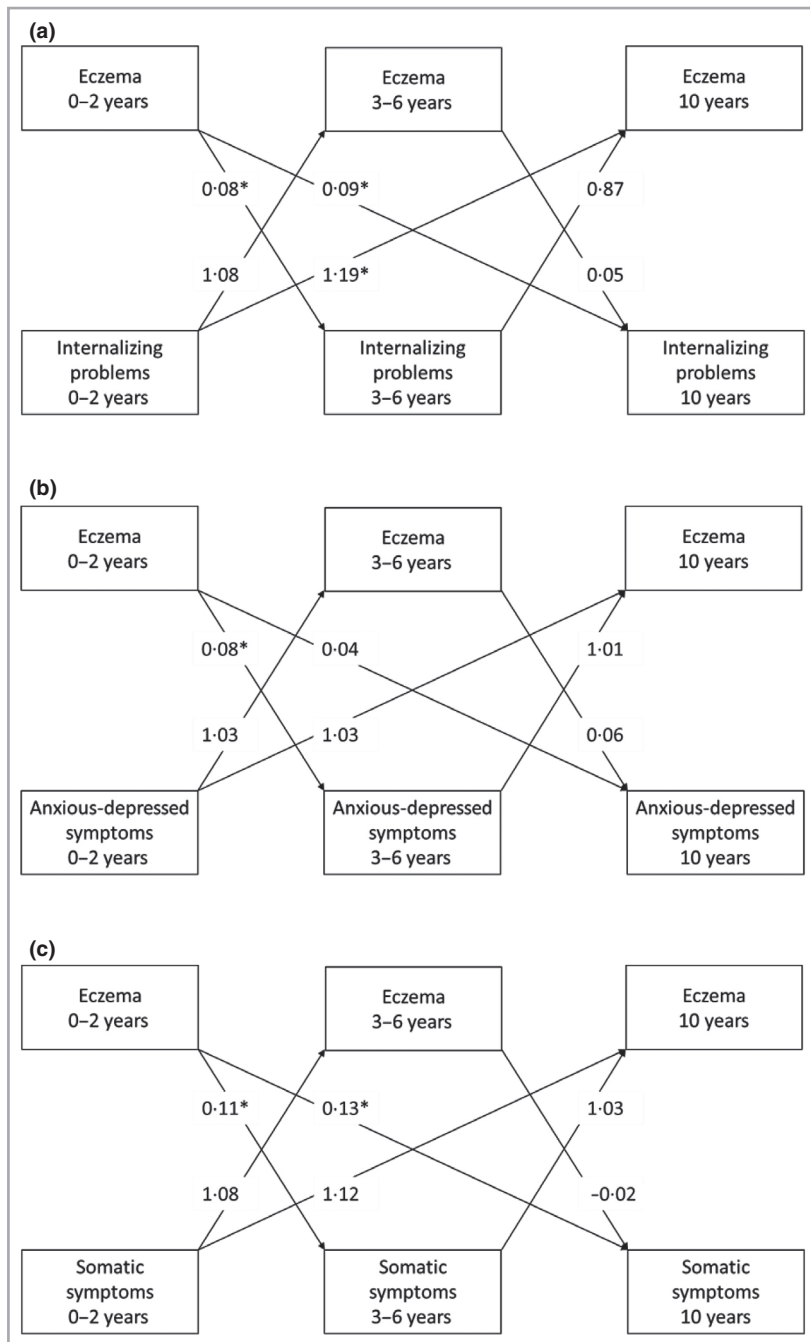 (a)
Eczema
0–2 years
Eczema
3–6 years
Eczema
10 years
0·08*
0·09*
0·87
1·08
1·19*
0·05
Internalizing
problems
0–2 years
Internalizing
problems
3–6 years
Internalizing
problems
10 years
(b)
Eczema
0–2 years
Eczema
3–6 years
Eczema
10 years
0·08*
0·04
1·01
1·03
1·03
0·06
Anxious-depressed
symptoms
0–2 years
Anxious-depressed
symptoms
3–6 years
Anxious-depressed
symptoms
10 years
(c)
Eczema
0–2 years
Eczema
3–6 years
Eczema
10 years
0·11*
0·13*
1·03
1·08
1·12
-0·02
Somatic
symptoms
0–2 years
Somatic
symptoms
3–6 years
Somatic
symptoms
10 years